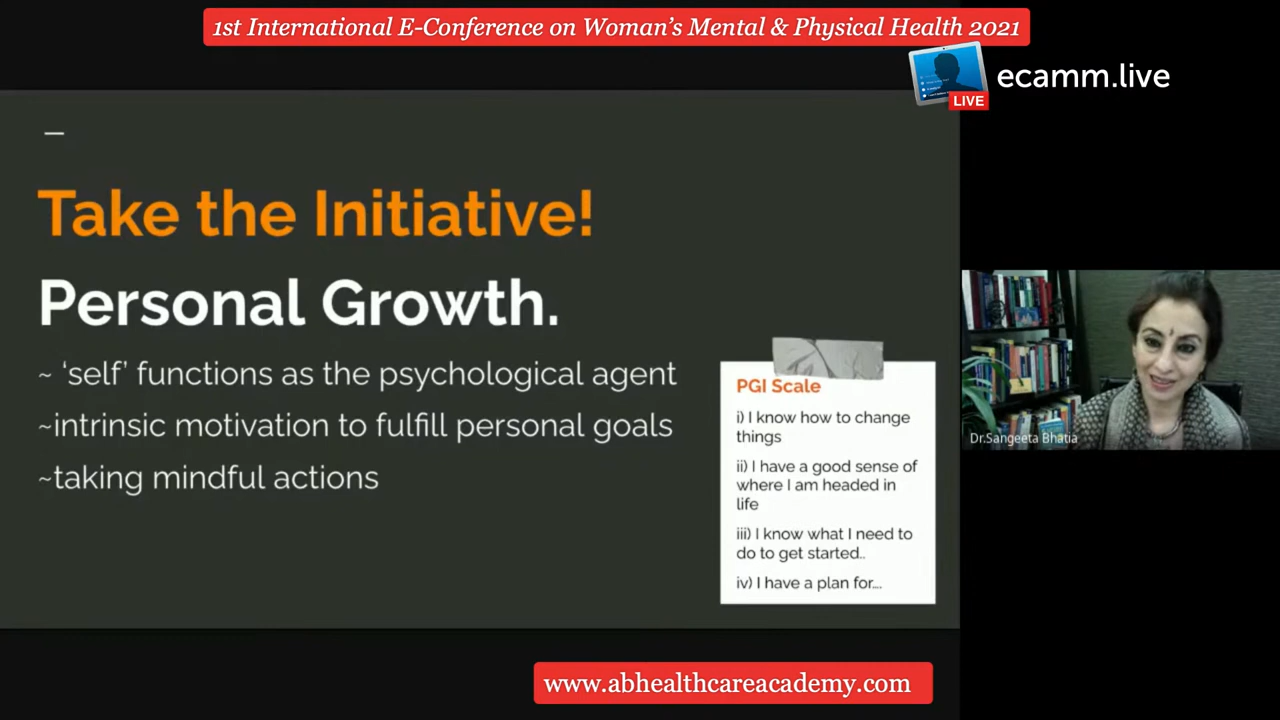 1st International E-Conference on Woman's Mental & Physical Health 2021
ecamm.live
LIVE
Take the Initiative!
Personal Growth.
~ ‘self’ functions as the psychological agent
~intrinsic motivation to fulfill personal goals
~taking mindful actions
PGI Scale
i) I know how to change
things
ii) I have a good sense of
where I am headed in
life
iii) I know what I need to
do to get started..
iv) I have a plan for...
Dr.Sangeeta Bhatia
www.abhealthcareacademy.com